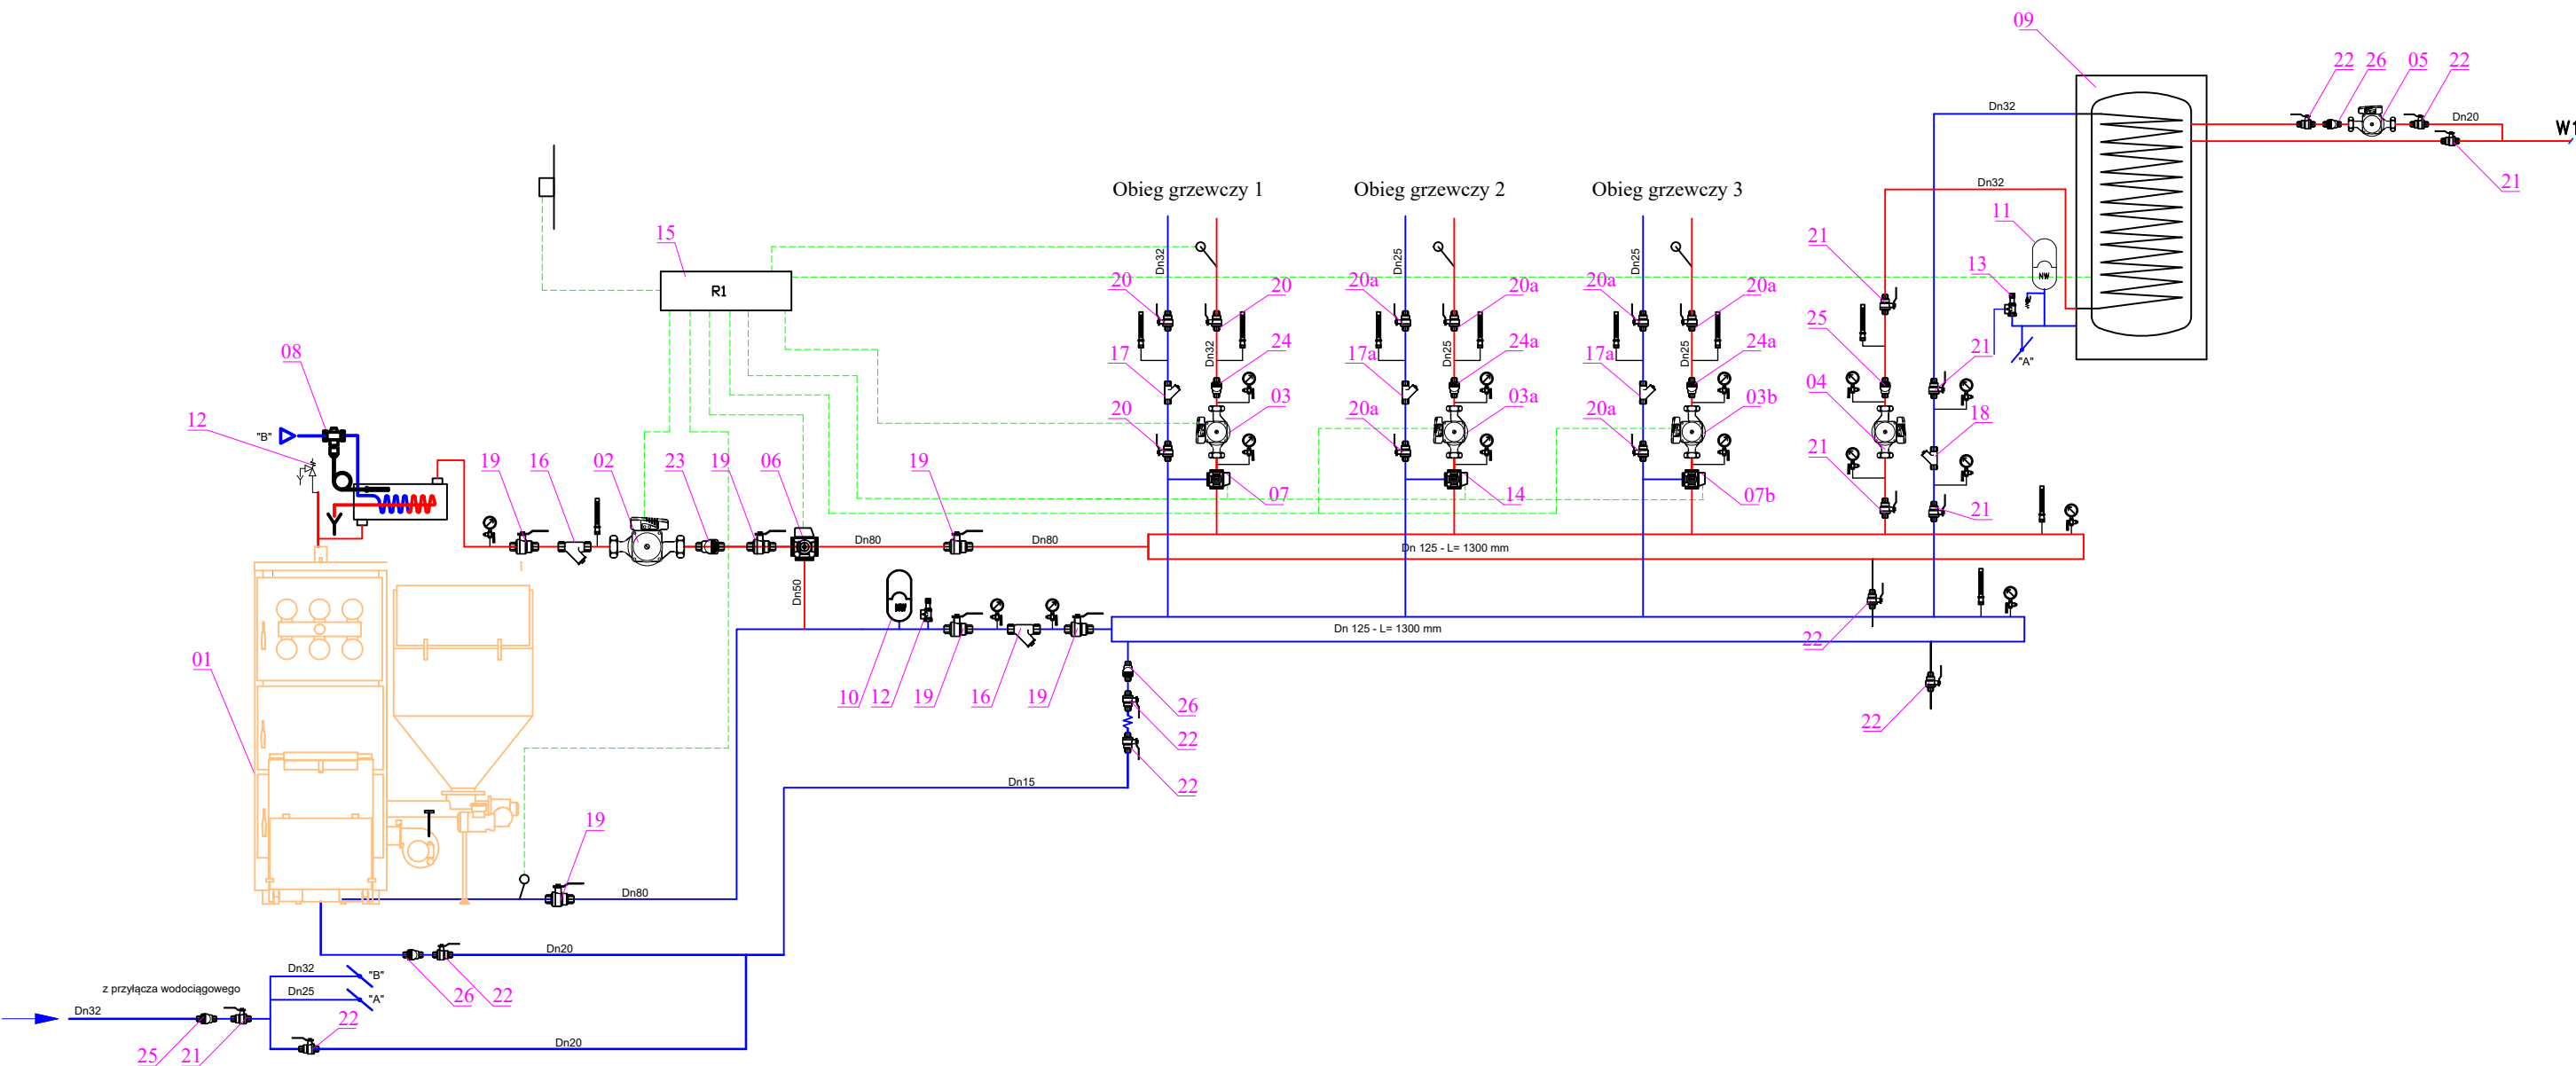 09
22 26 05 22
Dn32
Dn20
W1
Obieg grzewczy 1 Obieg grzewczy 2 Obieg grzewczy 3
Dn32
21
11
15
21
13
Dn32 Dn25 Dn25
NW
R1
20 20 20a 20a 20a 20a
25
08
17 Dn32 24 17a Dn25 24a 17a Dn25 24a
21
"A"
04
12
20 03 20a 03a 20a 03b
18
"B"
19 16 02 23 19 06 19
21
07 14 07b
21
Dn80 Dn80
Dn 125 - L= 1300 mm
Dn50
NW
Dn 125 - L= 1300 mm
22
01
10 12 19 16 19
26
22
22
Dn15
22
19
Dn80
Dn20
Dn32 "B"
z przyłącza wodociągowego
Dn25 "A"
26 22
Dn32
22
Dn20
25 21